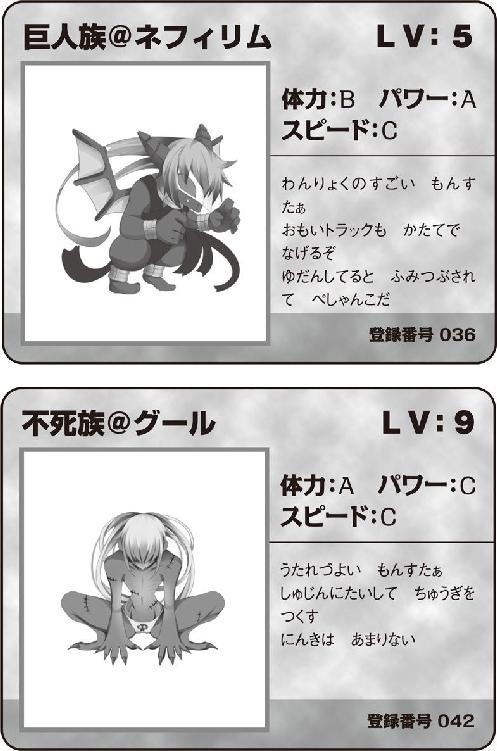 巨人族@ネフィリム LV:5
体力:B パワー:A
スピード:C
わんりょくのすごい もんす
たぁ
おもいトラックも かたてで
なげるぞ
ゆだんしてると ふみつぶされ
て ぺしゃんこだ
登録番号 036
不死族@グール LV:9
体力:A パワー:C
スピード:C
うたれづよい もんすたぁ
しゅじんにたいして ちゅうぎを
つくす
にんきは あまりない
登録番号 042